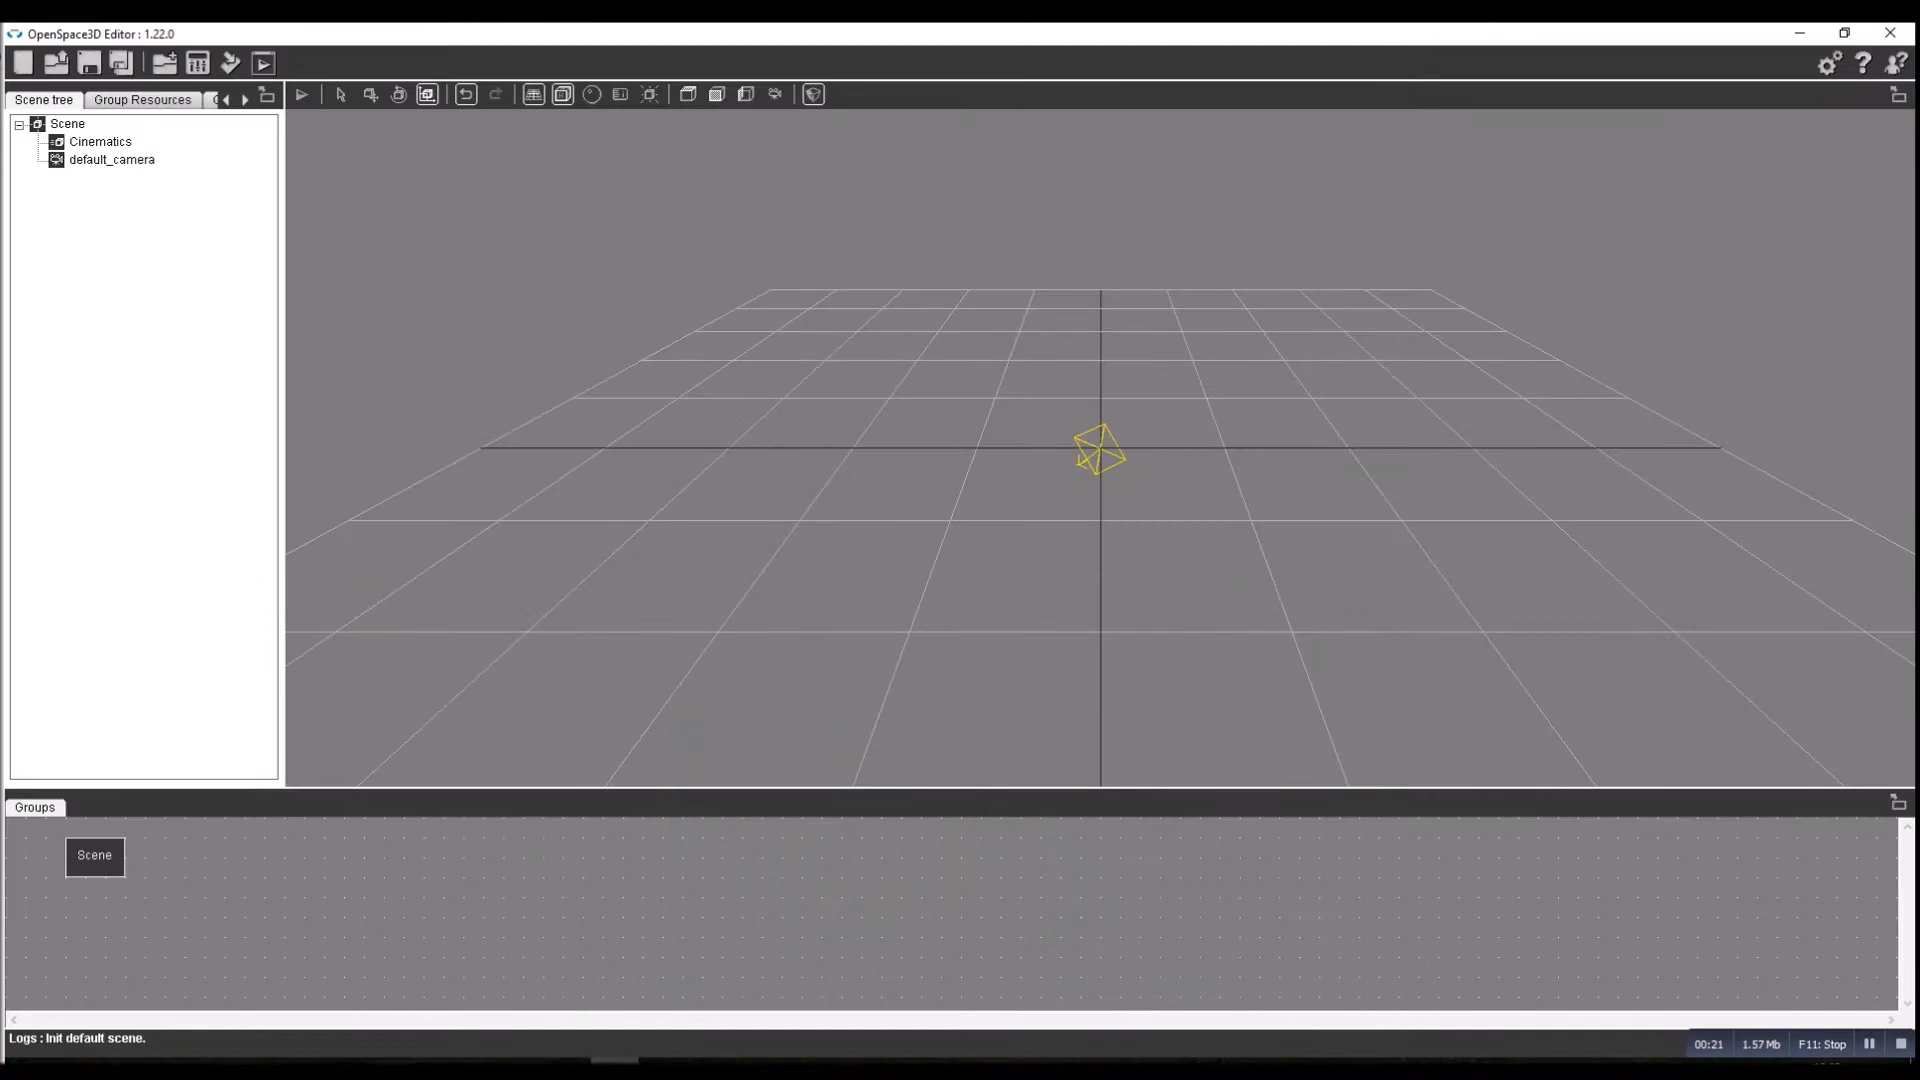 OpenSpace3D Editor : 1.22.0
Scene tree
Group Resources
Scene
Cinematics
default_camera
Groups
Scene
Logs : Init default scene.
00:21
1.57 Mb
F11: Stop